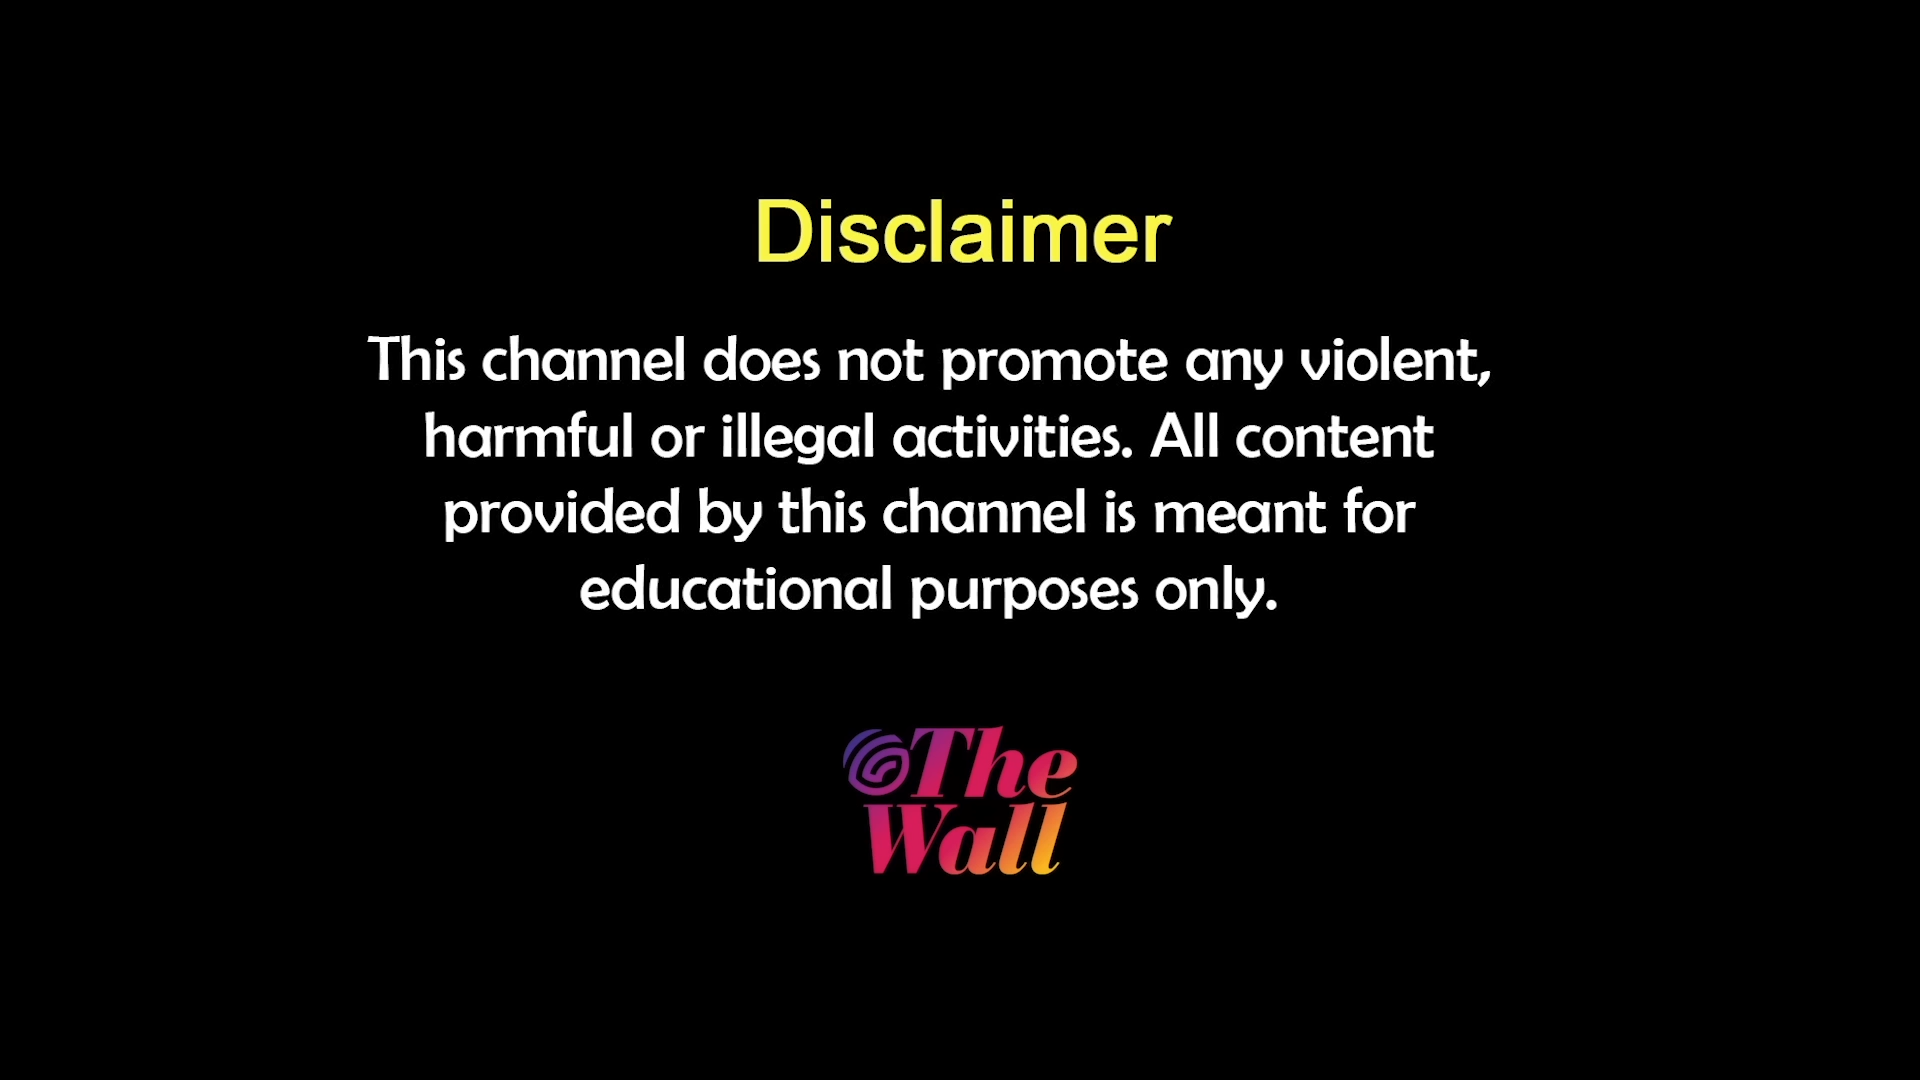 Disclaimer
This channel does not promote any violent,
harmful or illegal activities. All content
provided by this channel is meant for
educational purposes only.
The
Wall